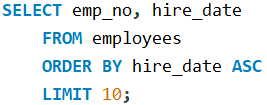 SELECT emp_no, hire_date
FROM employees
ORDER BY hire_date ASC
LIMIT 10;